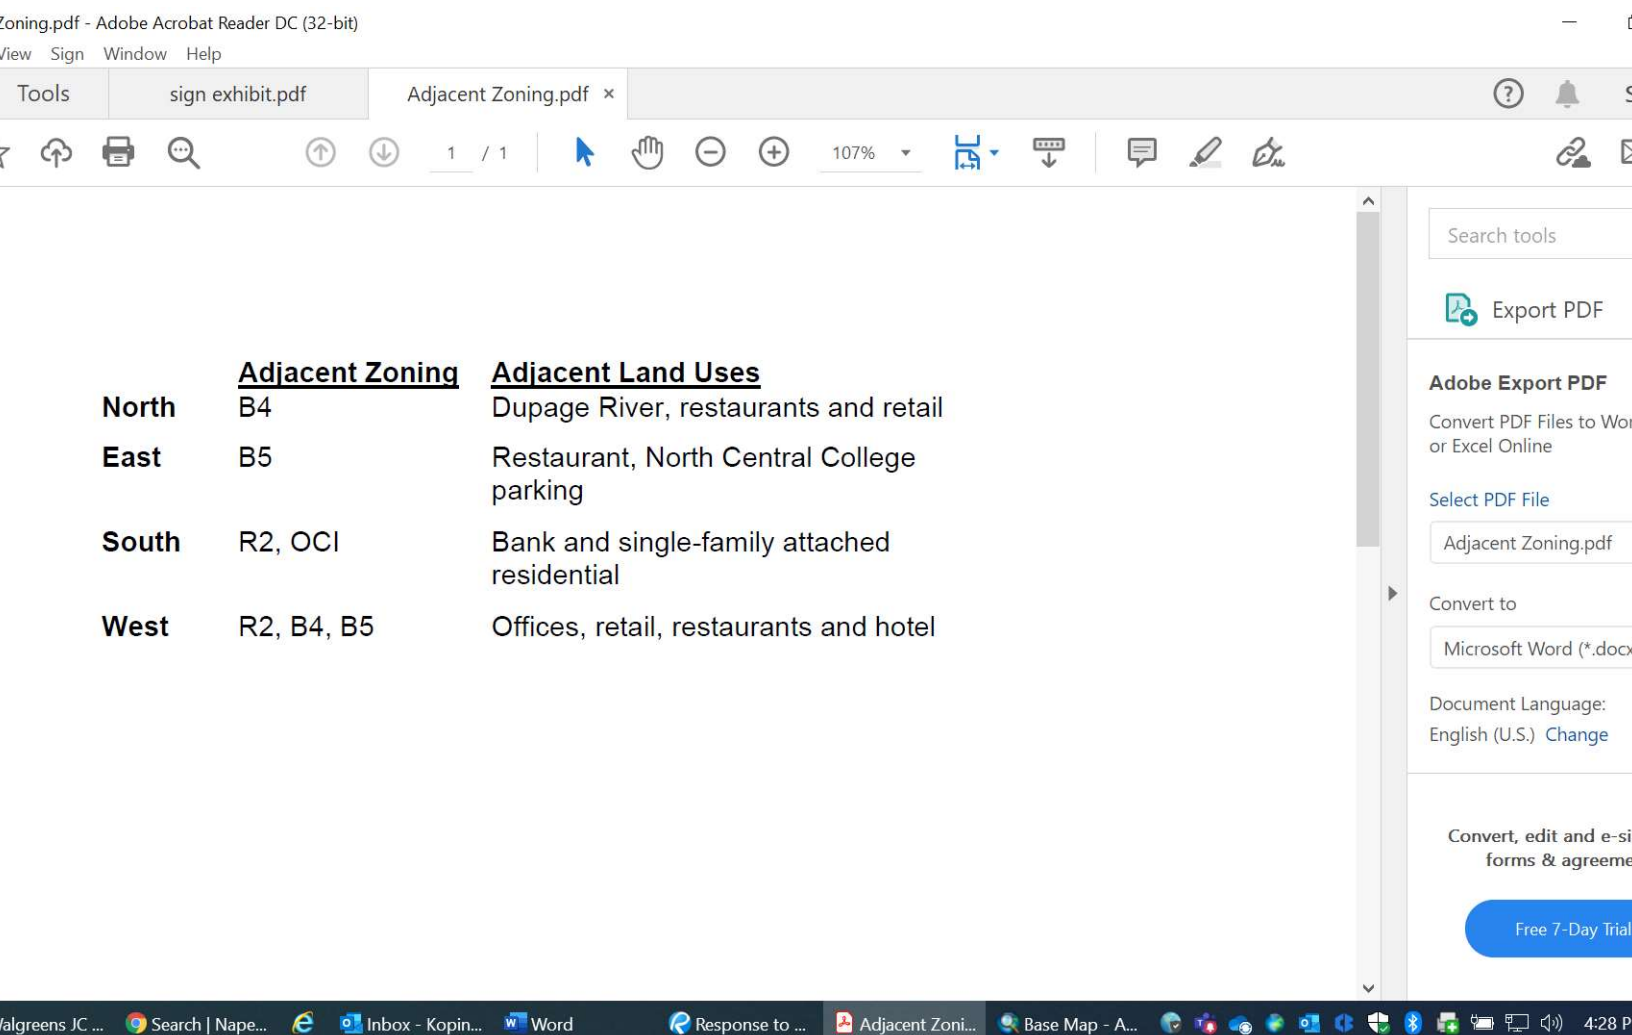 Zoning.pdf - Adobe Acrobat Reader DC (32-bit)
View Sign Window Help
Tools sign exhibit.pdf Adjacent Zoning.pdf ×
1 / 1 107%
Search tools
Export PDF
Adjacent Zoning Adjacent Land Uses
North B4 Dupage River, restaurants and retail
East B5 Restaurant, North Central College
parking
South R2, OCI Bank and single-family attached
residential
West R2, B4, B5 Offices, retail, restaurants and hotel
Adobe Export PDF
Convert PDF Files to Wor
or Excel Online
Select PDF File
Adjacent Zoning.pdf
Convert to
Microsoft Word (*.docx
Document Language:
English (U.S.) Change
Convert, edit and e-si
forms & agreeme
Free 7-Day Trial
Walgreens JC ... Search | Nape... Inbox - Kopin... Word Response to ... Adjacent Zoni... Base Map - A... 4:28 P